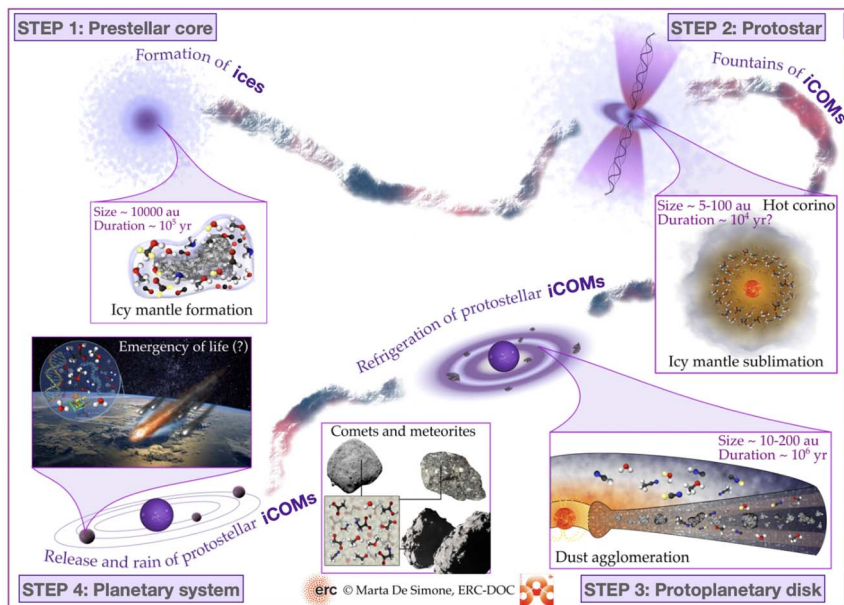 STEP 1: Prestellar core
Formation of ices
Size ~ 10000 au
Duration ~ 10⁵ yr
Icy mantle formation
STEP 2: Protostar
Fountains of iCOMs
Size ~ 5-100 au
Hot corino
Duration ~ 10⁴ yr?
Icy mantle sublimation
Refrigeration of protostellar iCOMs
Size ~ 10-200 au
Duration ~ 10⁶ yr
Dust agglomeration
STEP 3: Protoplanetary disk
Emergency of life (?)
Comets and meteorites
Release and rain of protostellar iCOMs
STEP 4: Planetary system
erc © Marta De Simone, ERC-DOC